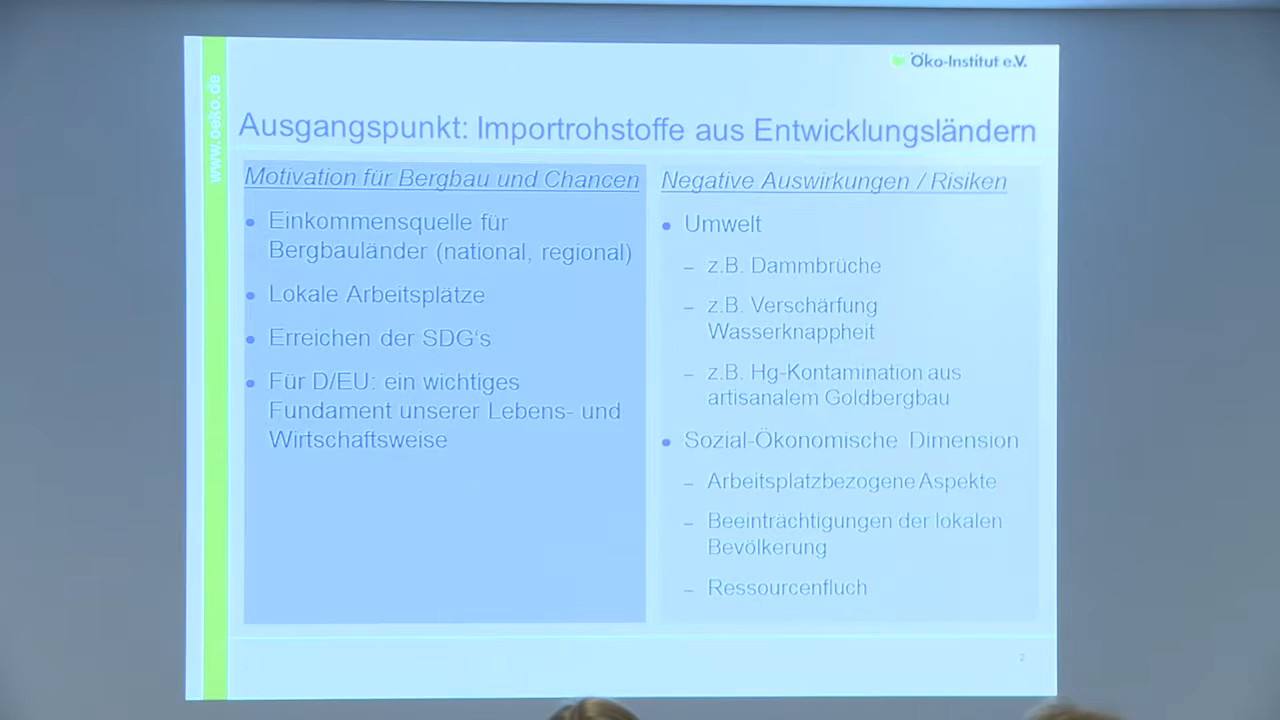 Öko-Institut e.V.
www.oeko.de
Ausgangspunkt: Importrohstoffe aus Entwicklungsländern
Motivation für Bergbau und Chancen
• Einkommensquelle für
Bergbauländer (national, regional)
• Lokale Arbeitsplätze
• Erreichen der SDG‘s
• Für D/EU: ein wichtiges
Fundament unserer Lebens- und
Wirtschaftsweise
Negative Auswirkungen / Risiken
• Umwelt
– z.B. Dammbrüche
– z.B. Verschärfung
Wasserknappheit
– z.B. Hg-Kontamination aus
artisanalem Goldbergbau
• Sozial-Ökonomische Dimension
– Arbeitsplatzbezogene Aspekte
– Beeinträchtigungen der lokalen
Bevölkerung
– Ressourcenfluch
2